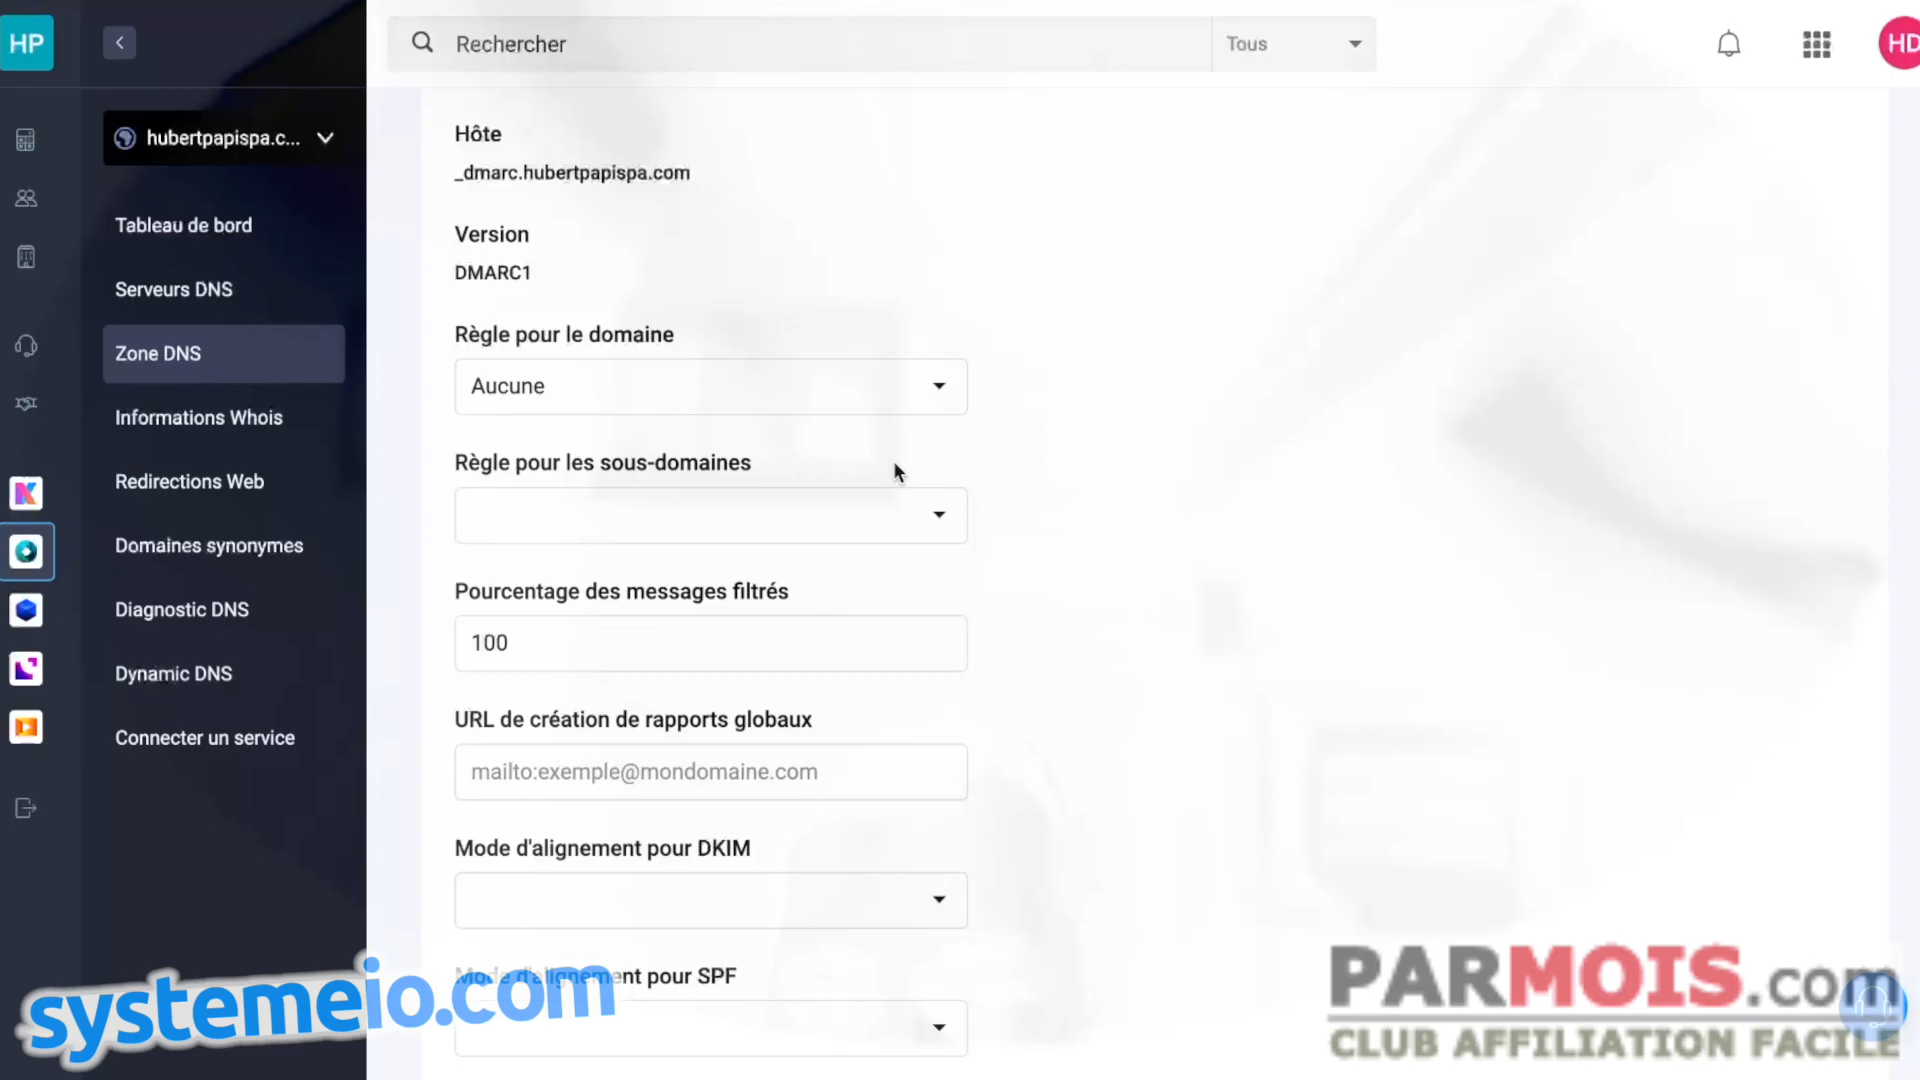 HP
Rechercher
Tous
HD
hubertpapispa.c...
Tableau de bord
Serveurs DNS
Zone DNS
Informations Whois
Redirections Web
Domaines synonymes
Diagnostic DNS
Dynamic DNS
Connecter un service
Hôte
_dmarc.hubertpapispa.com
Version
DMARC1
Règle pour le domaine
Aucune
Règle pour les sous-domaines
Pourcentage des messages filtrés
100
URL de création de rapports globaux
mailto:exemple@mondomaine.com
Mode d'alignement pour DKIM
Mode d'alignement pour SPF
systemeio.com
PARMOIS.com
CLUB AFFILIATION FACILE